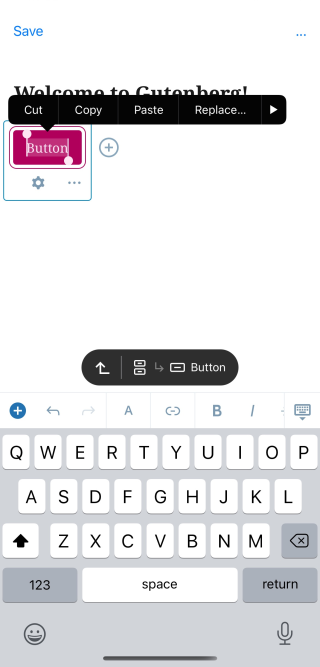 Save
...
Welcome to Gutenberg!
Cut Copy Paste Replace... ▶
Button
Button
A B I
Q W E R T Y U I O P
A S D F G H J K L
Z X C V B N M
123 space return